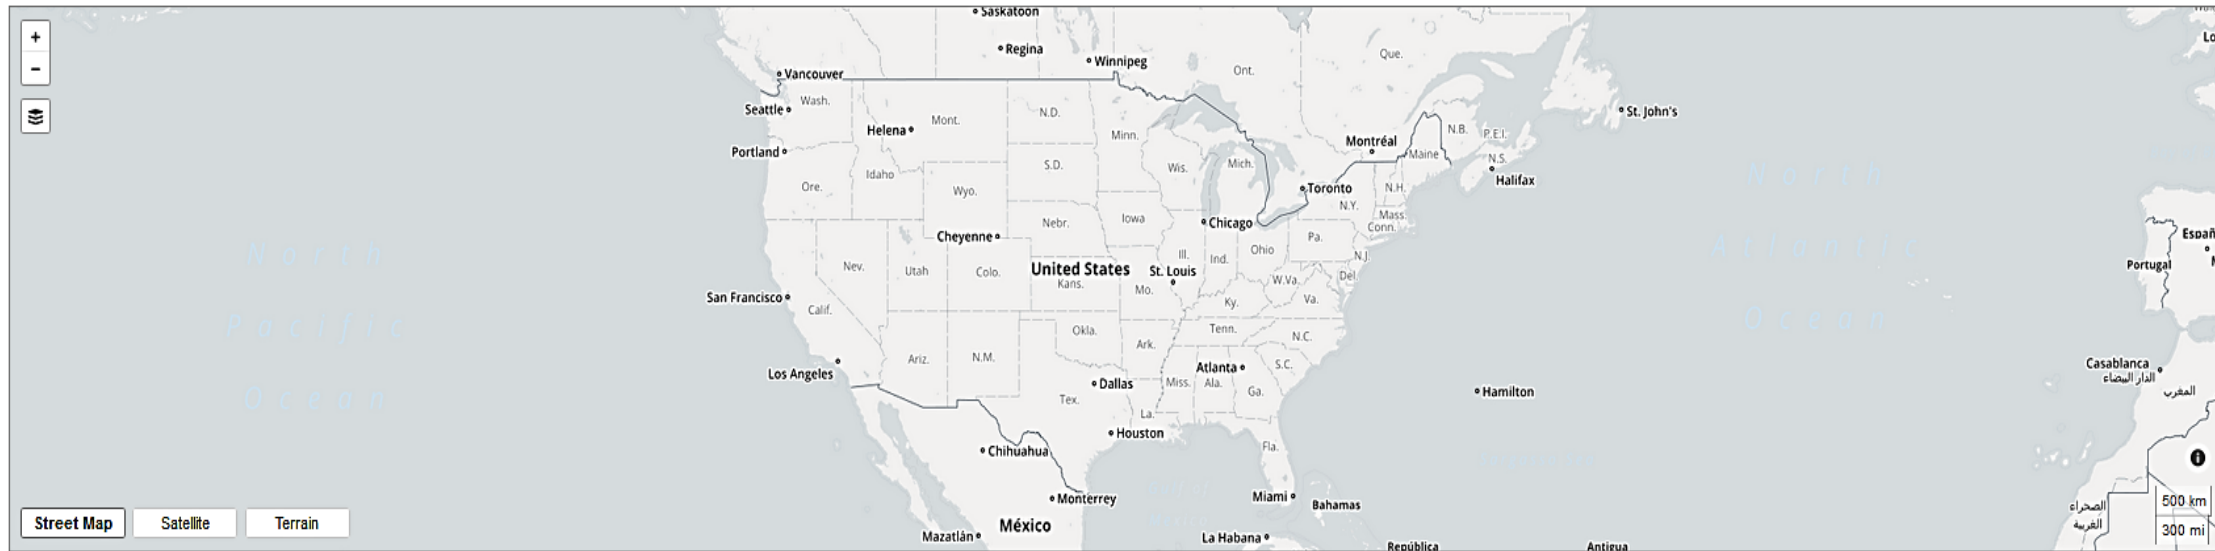 +
−
Saskatoon
Regina
Winnipeg
Vancouver
Ont.
Que.
Seattle
Wash.
Helena
Mont.
N.D.
Minn.
St. John's
Portland
Montréal
N.B.
P.E.I.
Maine
N.S.
Halifax
Ore.
Idaho
Wyo.
S.D.
Wis.
Mich.
Toronto
N.H.
N.Y.
Mass.
Conn.
North
Pacific
Ocean
North
Atlantic
Ocean
Cheyenne
Nebr.
Iowa
Chicago
Pa.
N.J.
Nev.
Utah
Colo.
United States
Kans.
St. Louis
Mo.
Ill.
Ind.
Ohio
W.Va.
Del.
Va.
Ky.
Portugal
San Francisco
Calif.
Okla.
Ark.
Tenn.
N.C.
Los Angeles
Ariz.
N.M.
Dallas
Tex.
Miss.
Ala.
Atlanta
Ga.
S.C.
La.
Houston
Fla.
Hamilton
Casablanca
الدار البيضاء
المغرب
Chihuahua
Monterrey
México
Mazatlán
Miami
Bahamas
La Habana
República
Antigua
الصحراء
الغربية
Street Map
Satellite
Terrain
500 km
300 mi